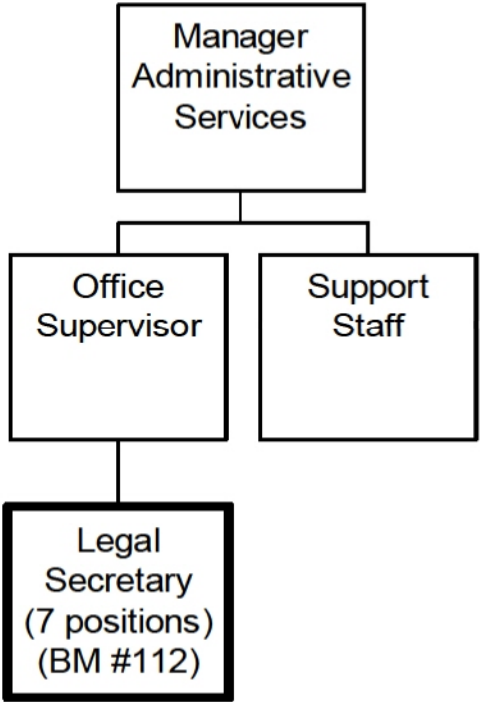 Manager
Administrative
Services
Office
Supervisor
Support
Staff
Legal
Secretary
(7 positions)
(BM #112)